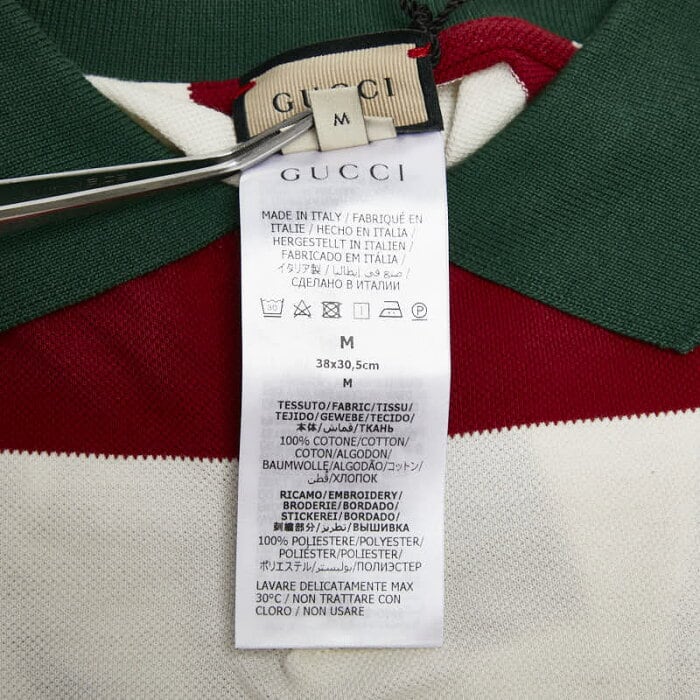 GUCCI
M
GUCCI
MADE IN ITALY / FABRIQUÉ EN
ITALIE / HECHO EN ITALIA /
HERGESTELLT IN ITALIEN /
FABRICADO EM ITÁLIA /
イタリア製 / صنع في إيطاليا /
СДЕЛАНО В ИТАЛИИ
30 P
M
38x30,5cm
M
TESSUTO/FABRIC/TISSU/
TEJIDO/GEWEBE/TECIDO/
本体/قماش/ТКАНЬ
100% COTONE/COTTON/
COTON/ALGODON/
BAUMWOLLE/ALGODÃO/コットン/
قطن/ХЛОПОК
RICAMO/EMBROIDERY/
BRODERIE/BORDADO/
STICKEREI/BORDADO/
刺繍部分/تطريز/ВЫШИВКА
100% POLIESTERE/POLYESTER/
POLIÉSTER/POLYESTER/
ポリエステル/بوليستر/ПОЛИЭСТЕР
LAVARE DELICATAMENTE MAX
30°C / NON TRATTARE CON
CLORO / NON USARE